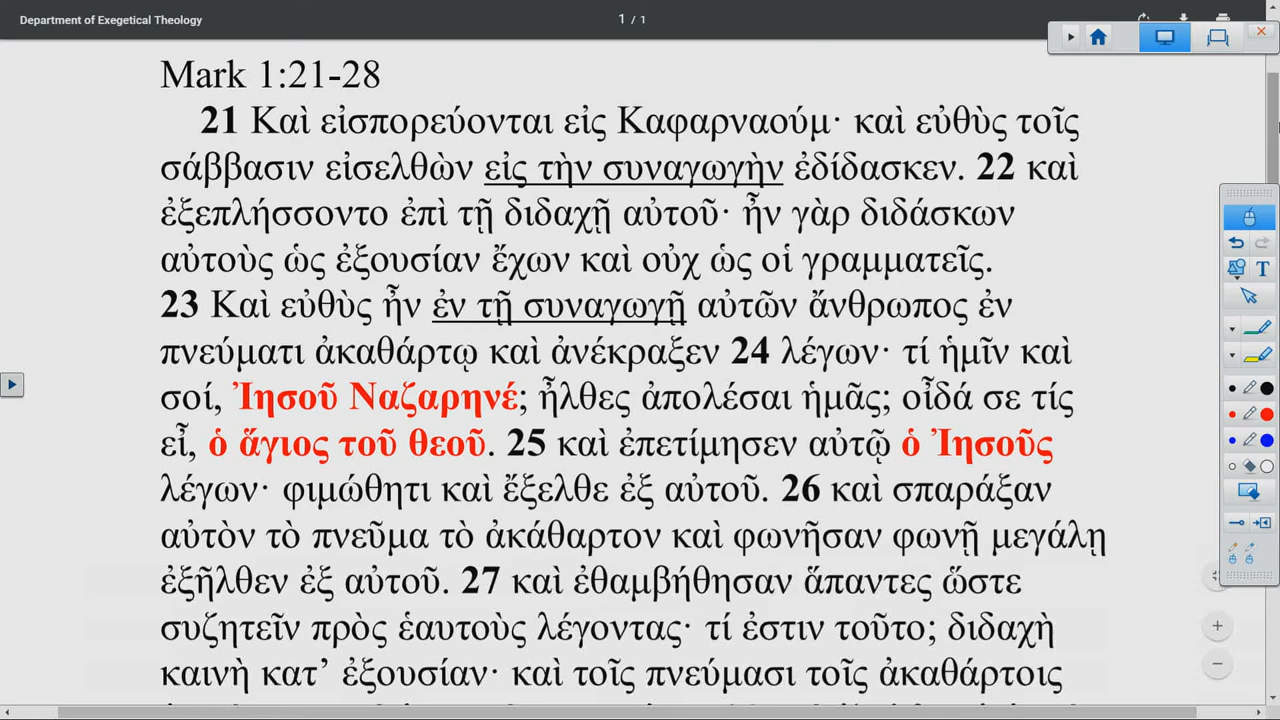 Department of Exegetical Theology
1 / 1
Mark 1:21-28
21 Καὶ εἰσπορεύονται εἰς Καφαρναούμ· καὶ εὐθὺς τοῖς
σάββασιν εἰσελθὼν εἰς τὴν συναγωγὴν ἐδίδασκεν. 22 καὶ
ἐξεπλήσσοντο ἐπὶ τῇ διδαχῇ αὐτοῦ· ἦν γὰρ διδάσκων
αὐτοὺς ὡς ἐξουσίαν ἔχων καὶ οὐχ ὡς οἱ γραμματεῖς.
23 Καὶ εὐθὺς ἦν ἐν τῇ συναγωγῇ αὐτῶν ἄνθρωπος ἐν
πνεύματι ἀκαθάρτῳ καὶ ἀνέκραξεν 24 λέγων· τί ἡμῖν καὶ
σοί, Ἰησοῦ Ναζαρηνέ; ἦλθες ἀπολέσαι ἡμᾶς; οἶδά σε τίς
εἶ, ὁ ἅγιος τοῦ θεοῦ. 25 καὶ ἐπετίμησεν αὐτῷ ὁ Ἰησοῦς
λέγων· φιμώθητι καὶ ἔξελθε ἐξ αὐτοῦ. 26 καὶ σπαράξαν
αὐτὸν τὸ πνεῦμα τὸ ἀκάθαρτον καὶ φωνῆσαν φωνῇ μεγάλῃ
ἐξῆλθεν ἐξ αὐτοῦ. 27 καὶ ἐθαμβήθησαν ἅπαντες ὥστε
συζητεῖν πρὸς ἑαυτοὺς λέγοντας· τί ἐστιν τοῦτο; διδαχὴ
καινὴ κατ’ ἐξουσίαν· καὶ τοῖς πνεύμασι τοῖς ἀκαθάρτοις
T